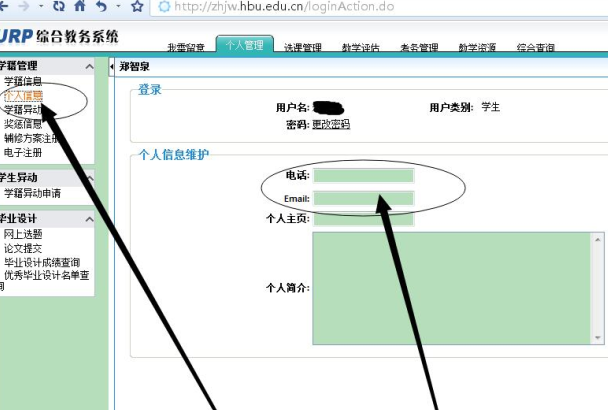 http://zhjw.hbu.edu.cn/loginAction.do
URP 综合教务系统
我要留言 个人管理 选课管理 教学评估 考务管理 教学资源 综合查询
学籍管理
学籍信息
个人信息
学籍异动
奖惩信息
辅修方案注册
电子注册
学生异动
学籍异动申请
毕业设计
网上选题
论文提交
毕业设计成绩查询
优秀毕业设计名单查
询
郑智泉
登录
用户名: 用户类别: 学生
密码: 更改密码
个人信息维护
电话:
Email:
个人主页:
个人简介: